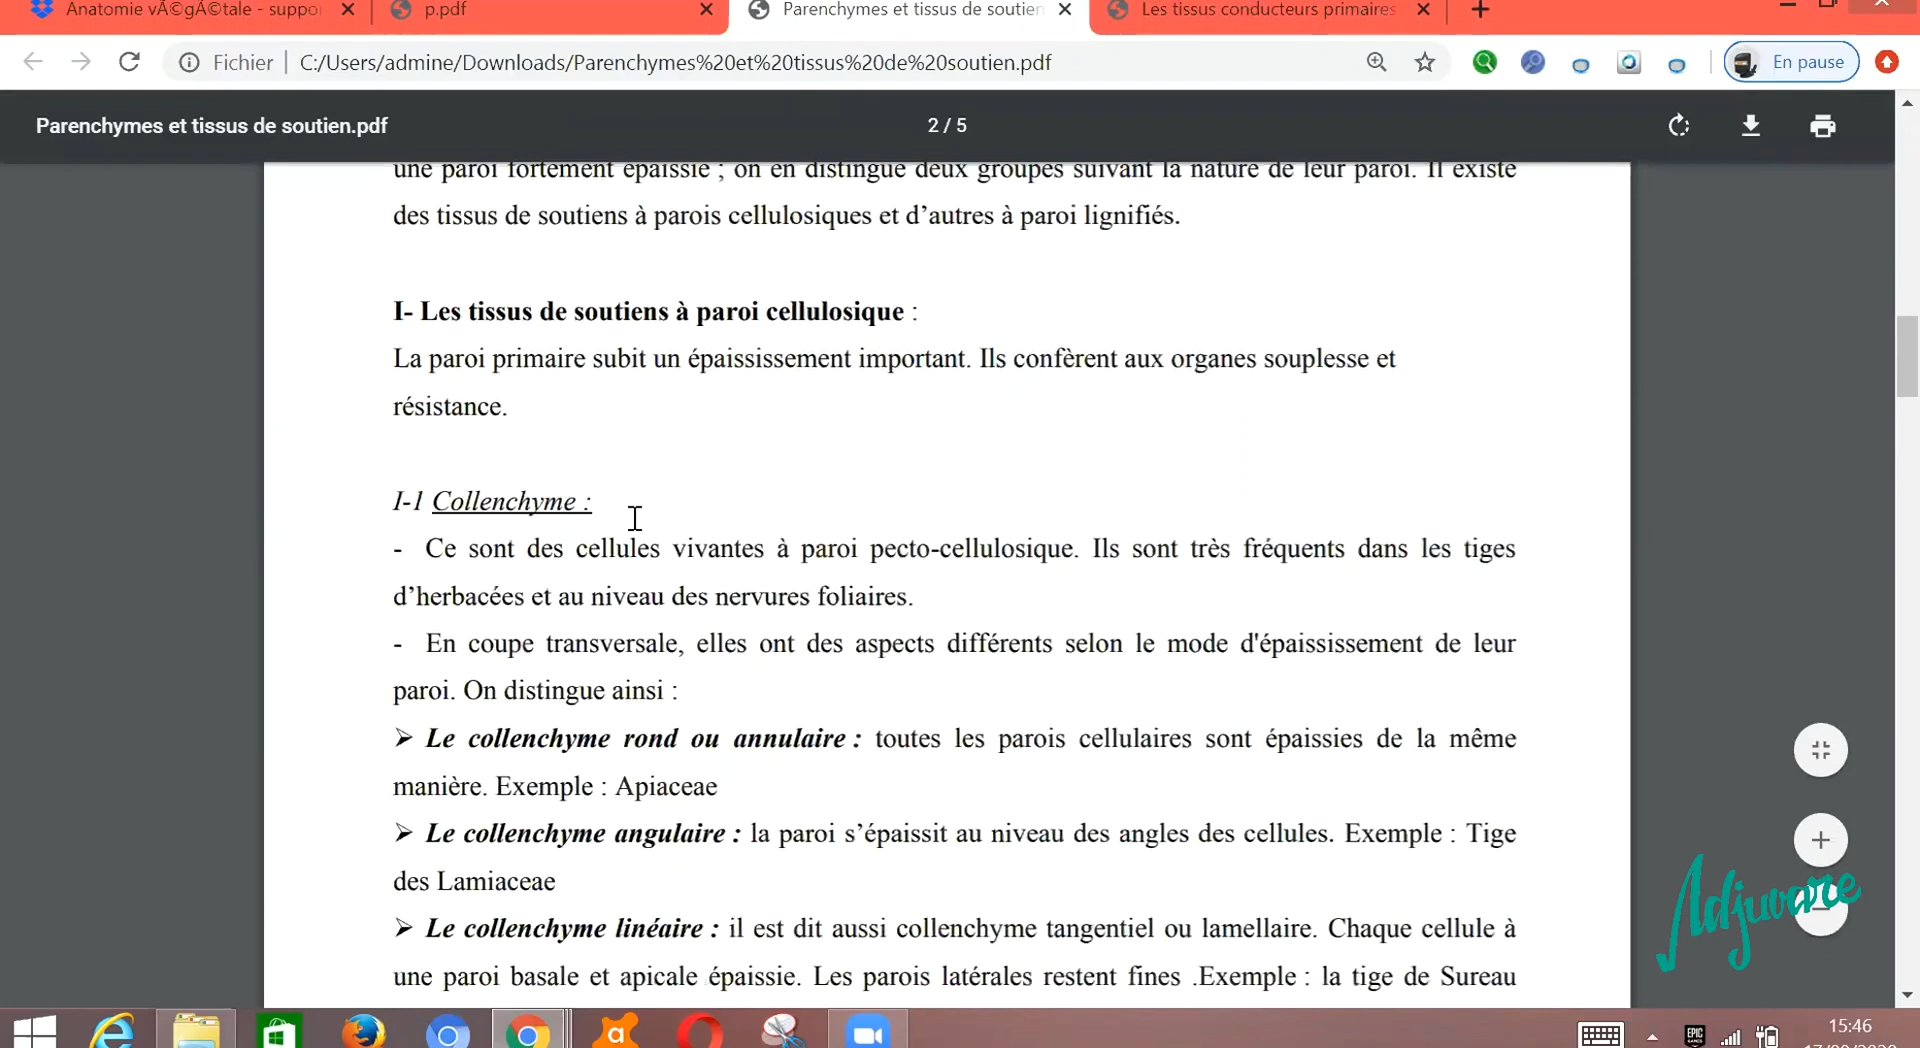 Anatomie vÃ©gÃ©tale - suppo
p.pdf
Parenchymes et tissus de soutien
Les tissus conducteurs primaires
Fichier
C:/Users/admine/Downloads/Parenchymes%20et%20tissus%20de%20soutien.pdf
En pause
Parenchymes et tissus de soutien.pdf
2 / 5
une paroi fortement épaissie ; on en distingue deux groupes suivant la nature de leur paroi. Il existe
des tissus de soutiens à parois cellulosiques et d’autres à paroi lignifiés.
I- Les tissus de soutiens à paroi cellulosique :
La paroi primaire subit un épaississement important. Ils confèrent aux organes souplesse et
résistance.
I-1 Collenchyme :
- Ce sont des cellules vivantes à paroi pecto-cellulosique. Ils sont très fréquents dans les tiges
d’herbacées et au niveau des nervures foliaires.
- En coupe transversale, elles ont des aspects différents selon le mode d'épaississement de leur
paroi. On distingue ainsi :
➢ Le collenchyme rond ou annulaire : toutes les parois cellulaires sont épaissies de la même
manière. Exemple : Apiaceae
➢ Le collenchyme angulaire : la paroi s’épaissit au niveau des angles des cellules. Exemple : Tige
des Lamiaceae
➢ Le collenchyme linéaire : il est dit aussi collenchyme tangentiel ou lamellaire. Chaque cellule à
une paroi basale et apicale épaissie. Les parois latérales restent fines .Exemple : la tige de Sureau
Adjuvare
EPIC
15:46